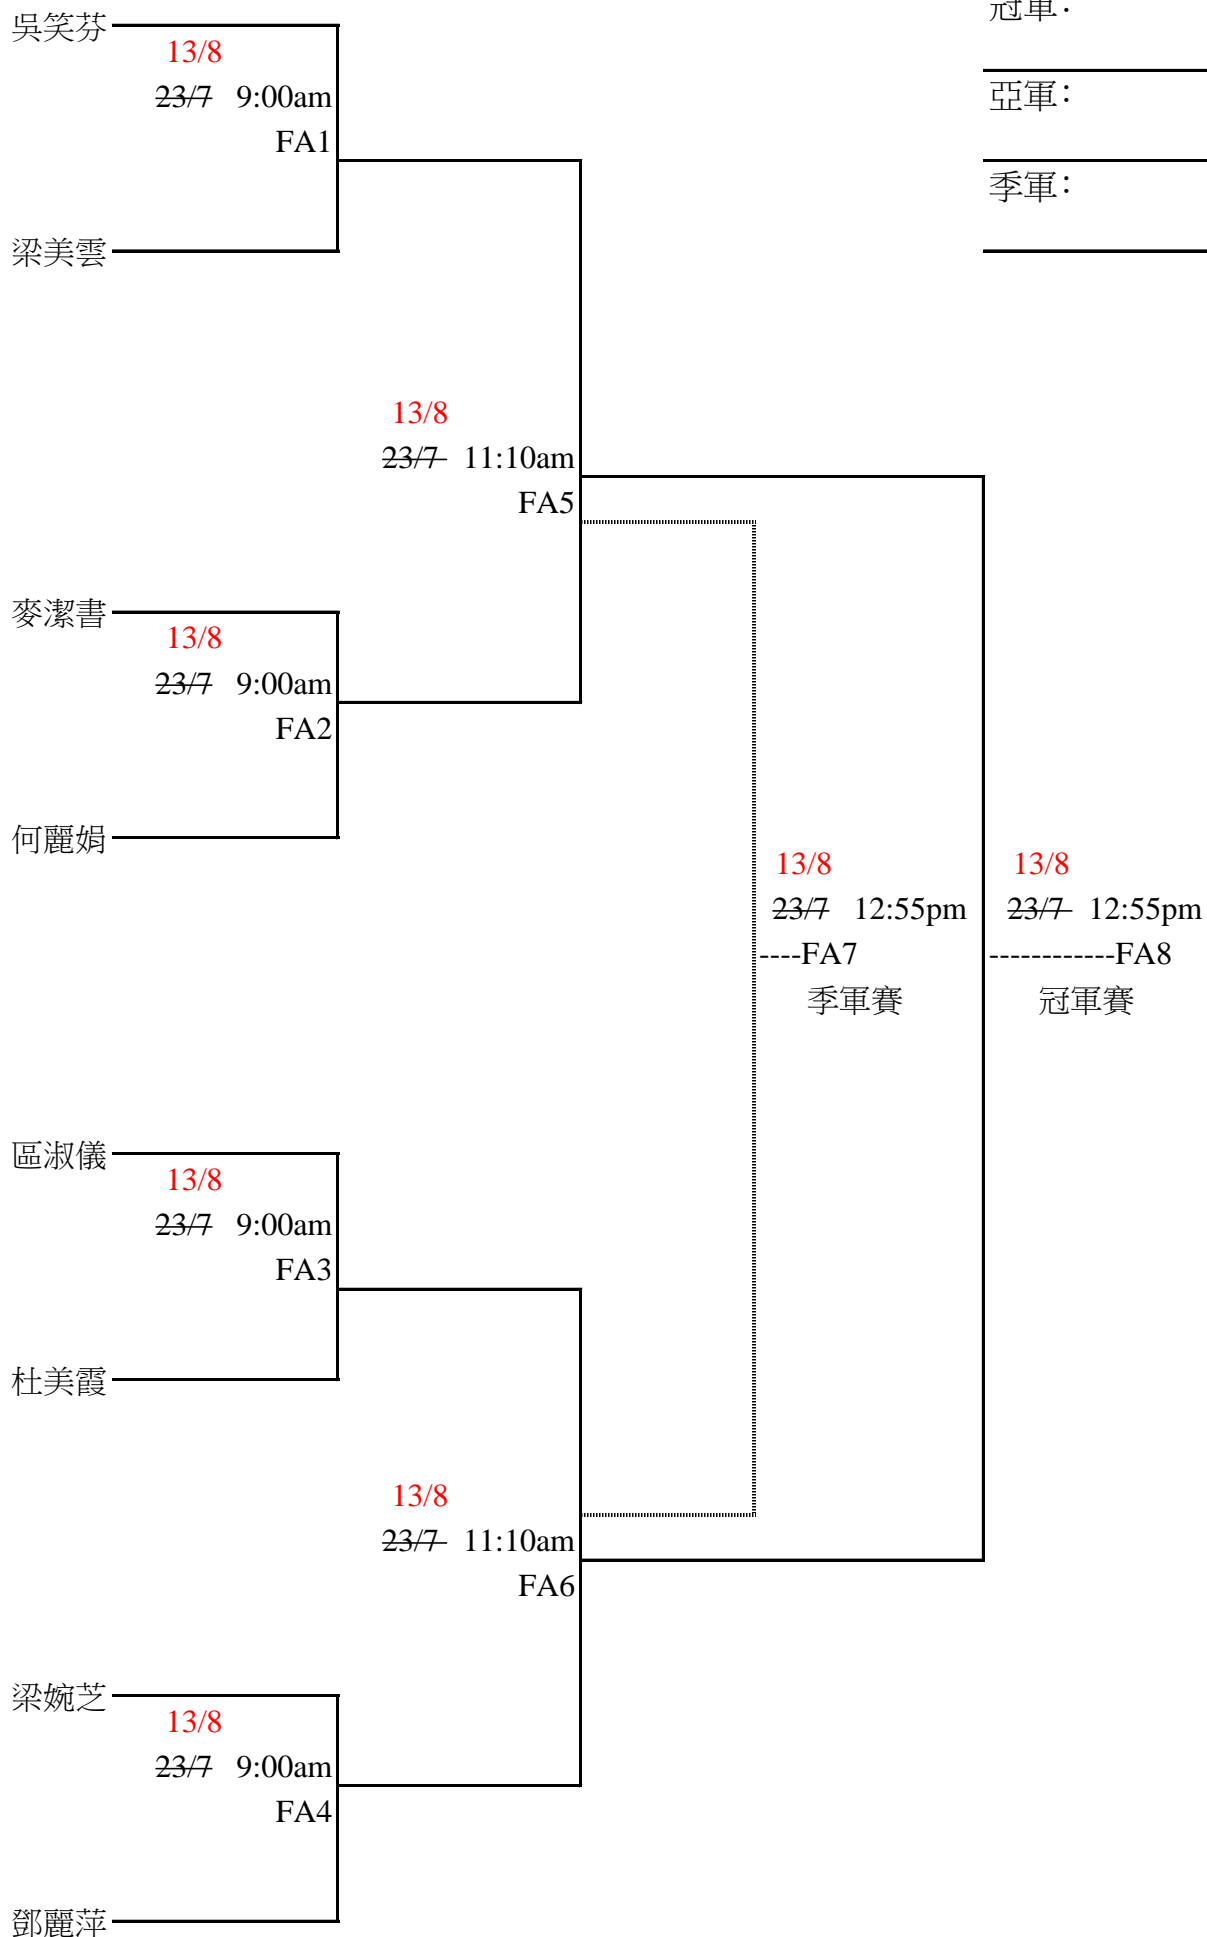 冠軍：
吳笑芬
13/8
23/7 9:00am
FA1
亞軍：
季軍：
梁美雲
13/8
23/7 11:10am
FA5
麥潔書
13/8
23/7 9:00am
FA2
何麗娟
13/8
23/7 12:55pm
----FA7
季軍賽
13/8
23/7 12:55pm
------------FA8
冠軍賽
區淑儀
13/8
23/7 9:00am
FA3
杜美霞
13/8
23/7 11:10am
FA6
梁婉芝
13/8
23/7 9:00am
FA4
鄧麗萍